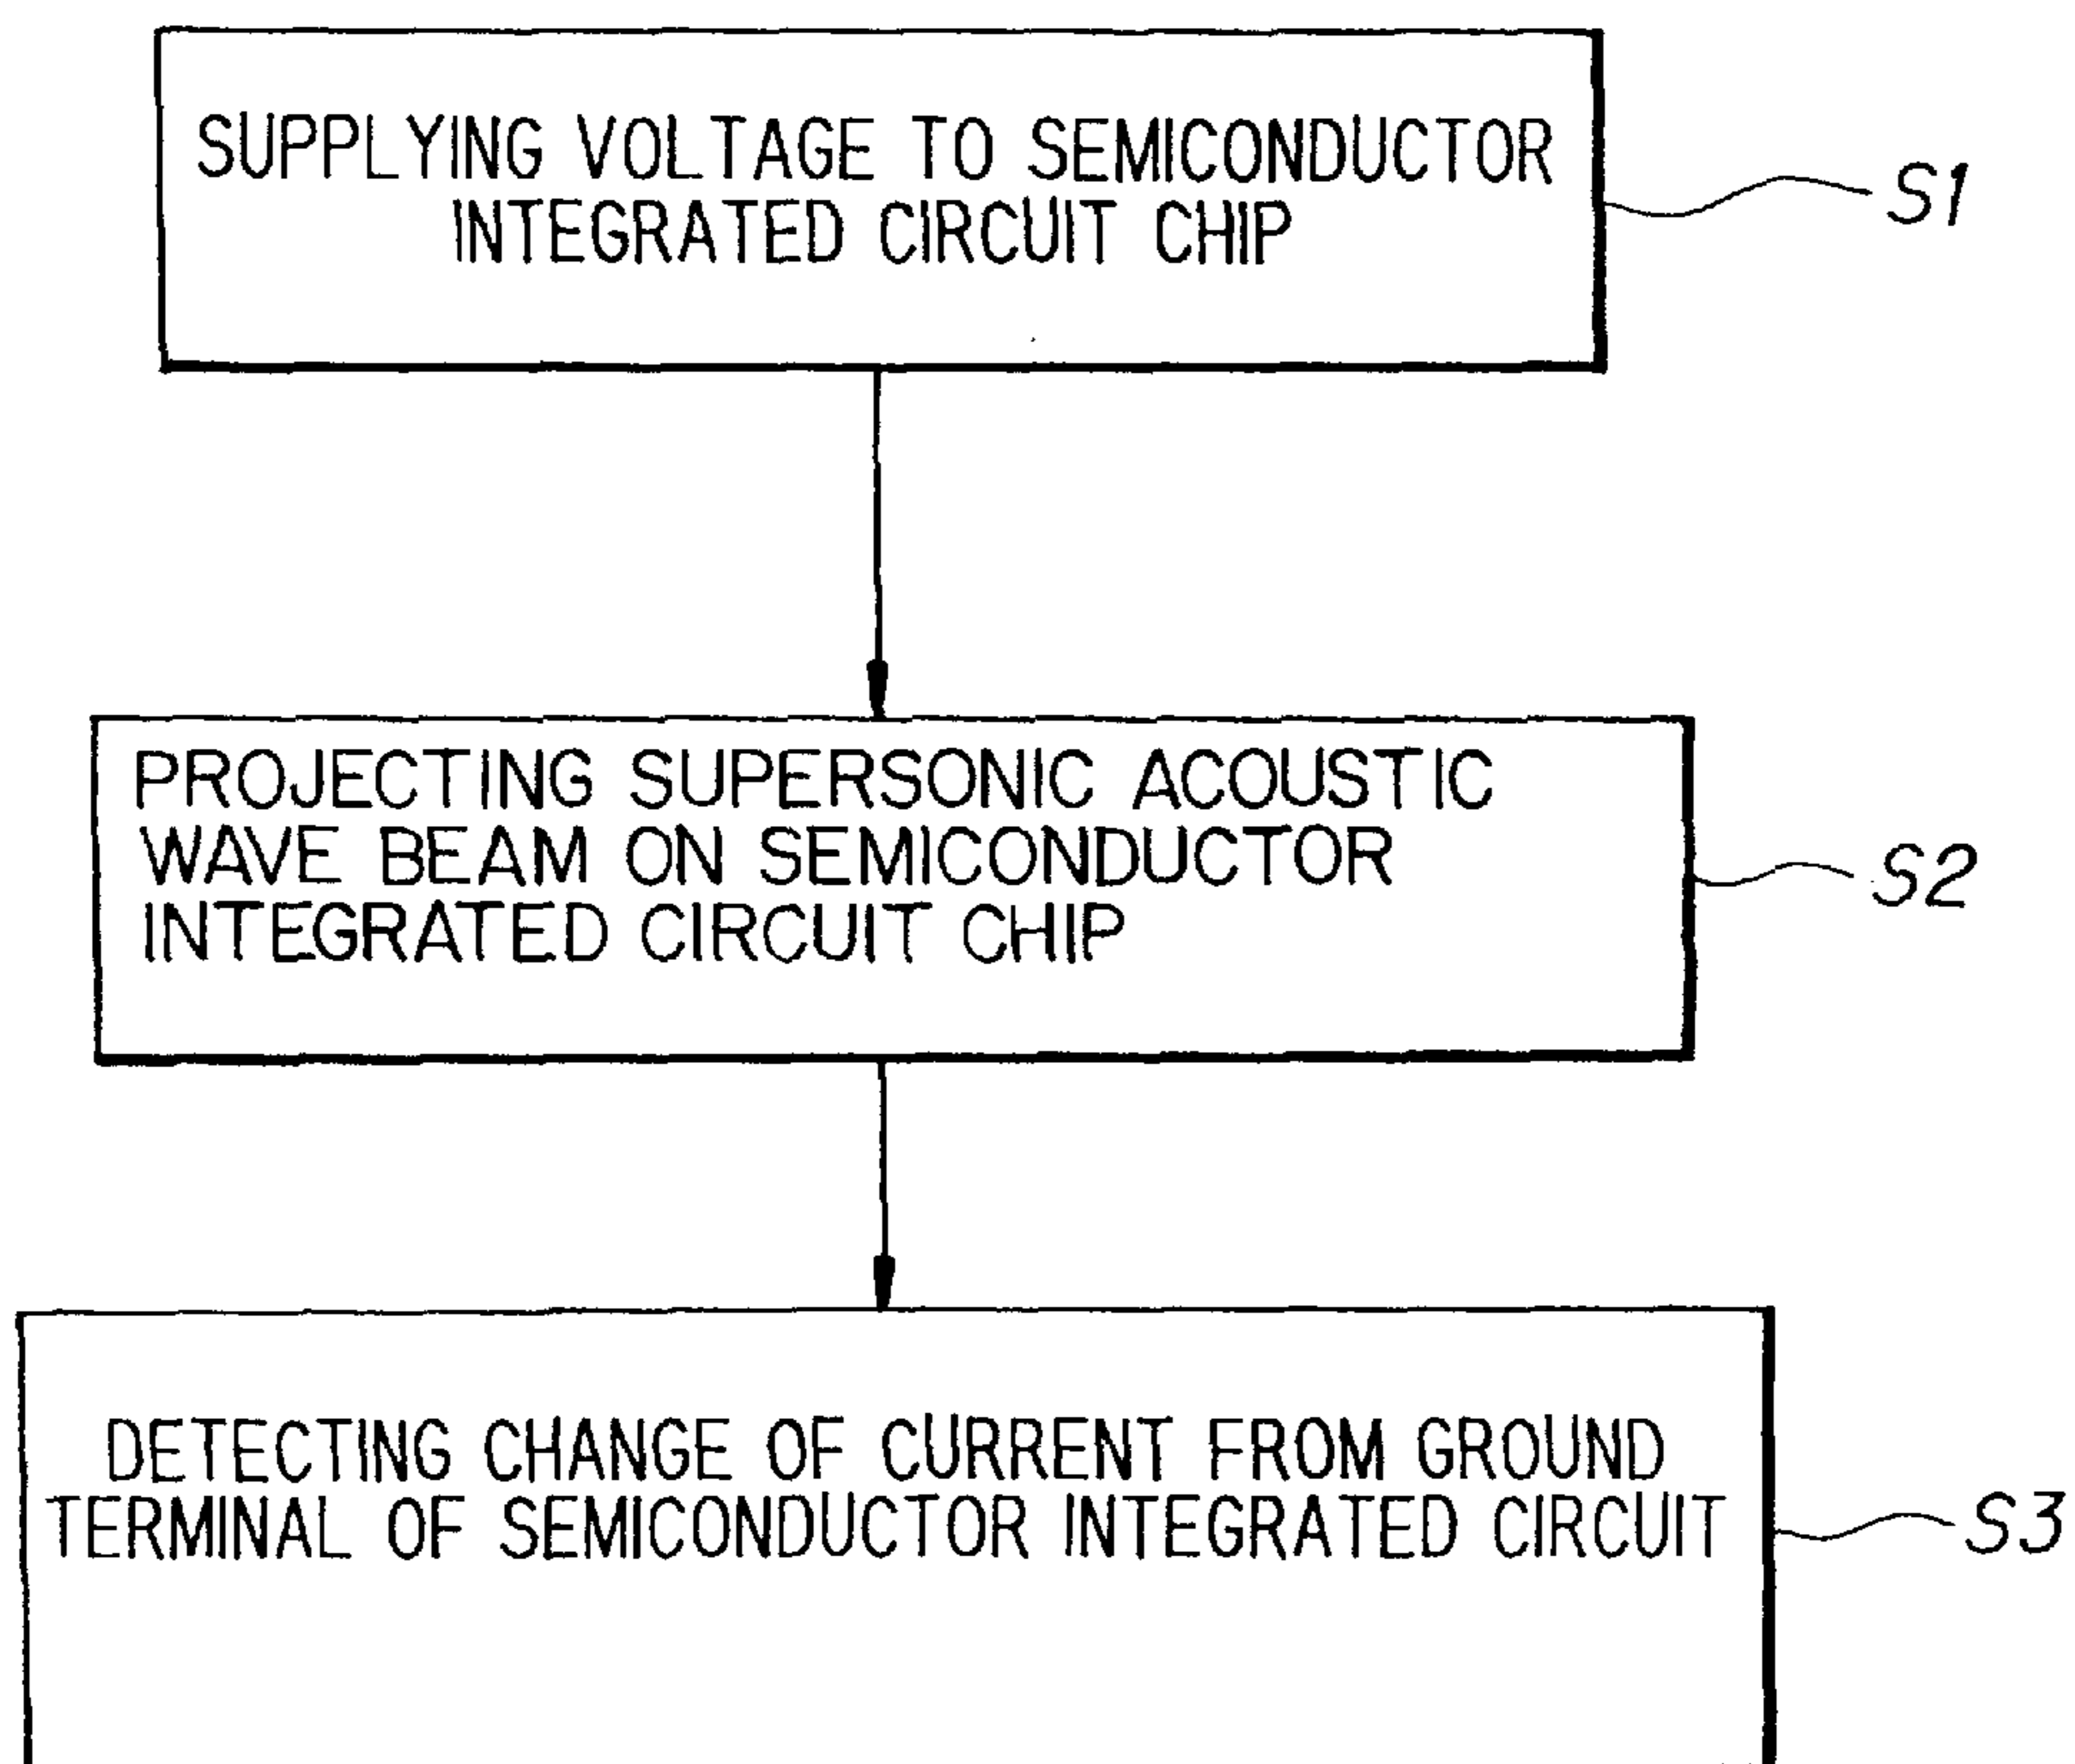 SUPPLYING VOLTAGE TO SEMICONDUCTOR
INTEGRATED CIRCUIT CHIP
S1
PROJECTING SUPERSONIC ACOUSTIC
WAVE BEAM ON SEMICONDUCTOR
INTEGRATED CIRCUIT CHIP
S2
DETECTING CHANGE OF CURRENT FROM GROUND
TERMINAL OF SEMICONDUCTOR INTEGRATED CIRCUIT
S3